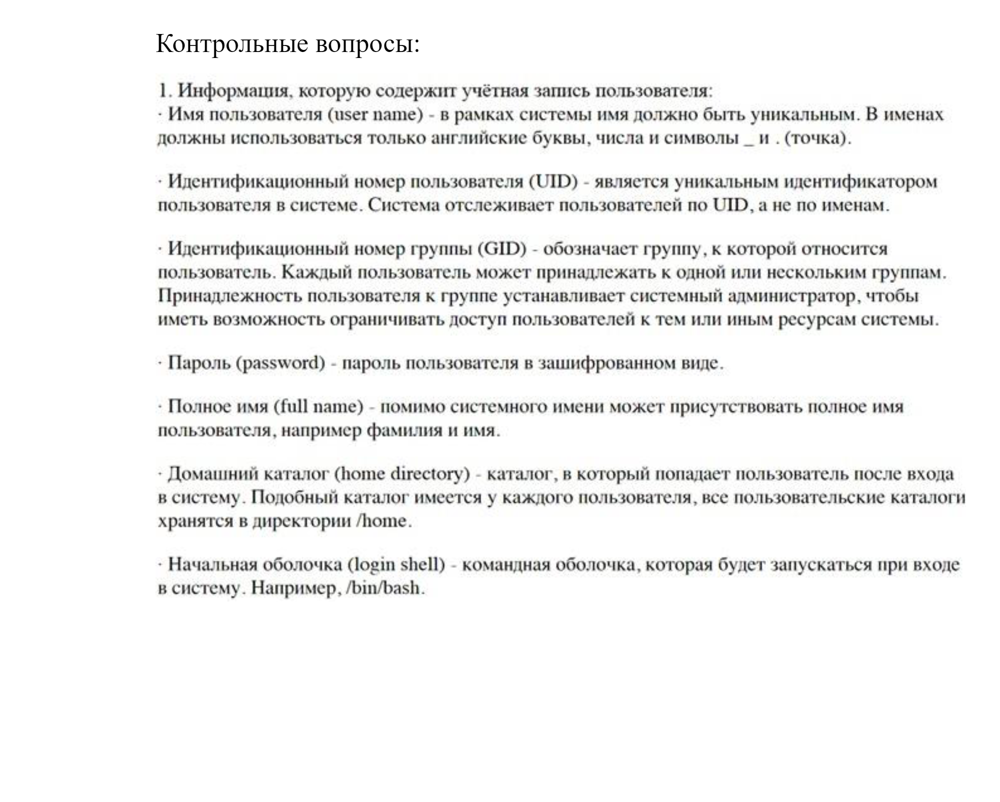 Контрольные вопросы:
1. Информация, которую содержит учётная запись пользователя:
· Имя пользователя (user name) - в рамках системы имя должно быть уникальным. В именах
должны использоваться только английские буквы, числа и символы _ и . (точка).
· Идентификационный номер пользователя (UID) - является уникальным идентификатором
пользователя в системе. Система отслеживает пользователей по UID, а не по именам.
· Идентификационный номер группы (GID) - обозначает группу, к которой относится
пользователь. Каждый пользователь может принадлежать к одной или нескольким группам.
Принадлежность пользователя к группе устанавливает системный администратор, чтобы
иметь возможность ограничивать доступ пользователей к тем или иным ресурсам системы.
· Пароль (password) - пароль пользователя в зашифрованном виде.
· Полное имя (full name) - помимо системного имени может присутствовать полное имя
пользователя, например фамилия и имя.
· Домашний каталог (home directory) - каталог, в который попадает пользователь после входа
в систему. Подобный каталог имеется у каждого пользователя, все пользовательские каталоги
хранятся в директории /home.
· Начальная оболочка (login shell) - командная оболочка, которая будет запускаться при входе
в систему. Например, /bin/bash.